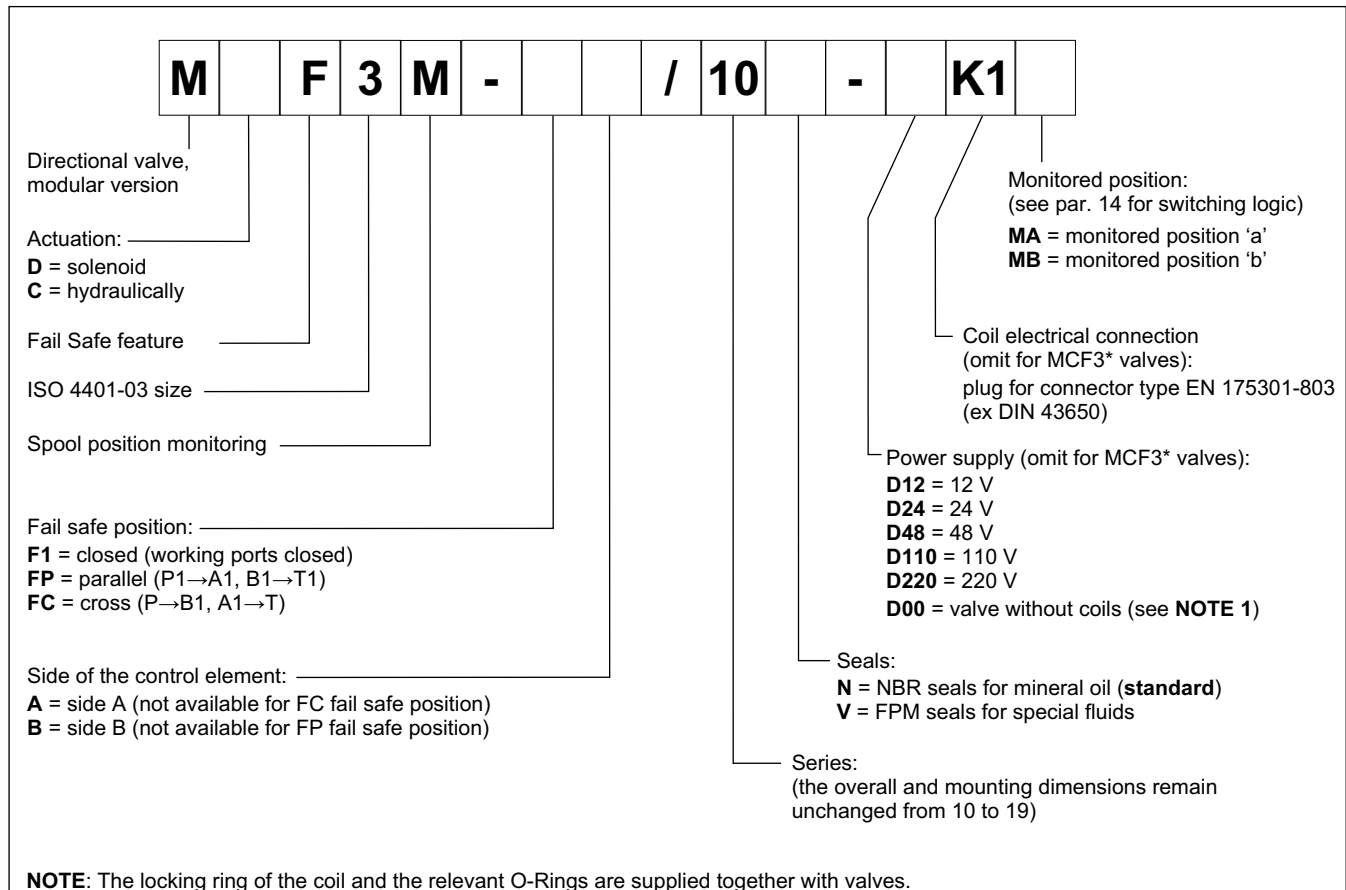 M F 3 M - / 10 - K1
Directional valve,
modular version
Actuation:
D = solenoid
C = hydraulically
Fail Safe feature
ISO 4401-03 size
Spool position monitoring
Fail safe position:
F1 = closed (working ports closed)
FP = parallel (P1→A1, B1→T1)
FC = cross (P→B1, A1→T)
Side of the control element:
A = side A (not available for FC fail safe position)
B = side B (not available for FP fail safe position)
Monitored position:
(see par. 14 for switching logic)
MA = monitored position ‘a’
MB = monitored position ‘b’
Coil electrical connection
(omit for MCF3* valves):
plug for connector type EN 175301-803
(ex DIN 43650)
Power supply (omit for MCF3* valves):
D12 = 12 V
D24 = 24 V
D48 = 48 V
D110 = 110 V
D220 = 220 V
D00 = valve without coils (see NOTE 1)
Seals:
N = NBR seals for mineral oil (standard)
V = FPM seals for special fluids
Series:
(the overall and mounting dimensions remain
unchanged from 10 to 19)
NOTE: The locking ring of the coil and the relevant O-Rings are supplied together with valves.